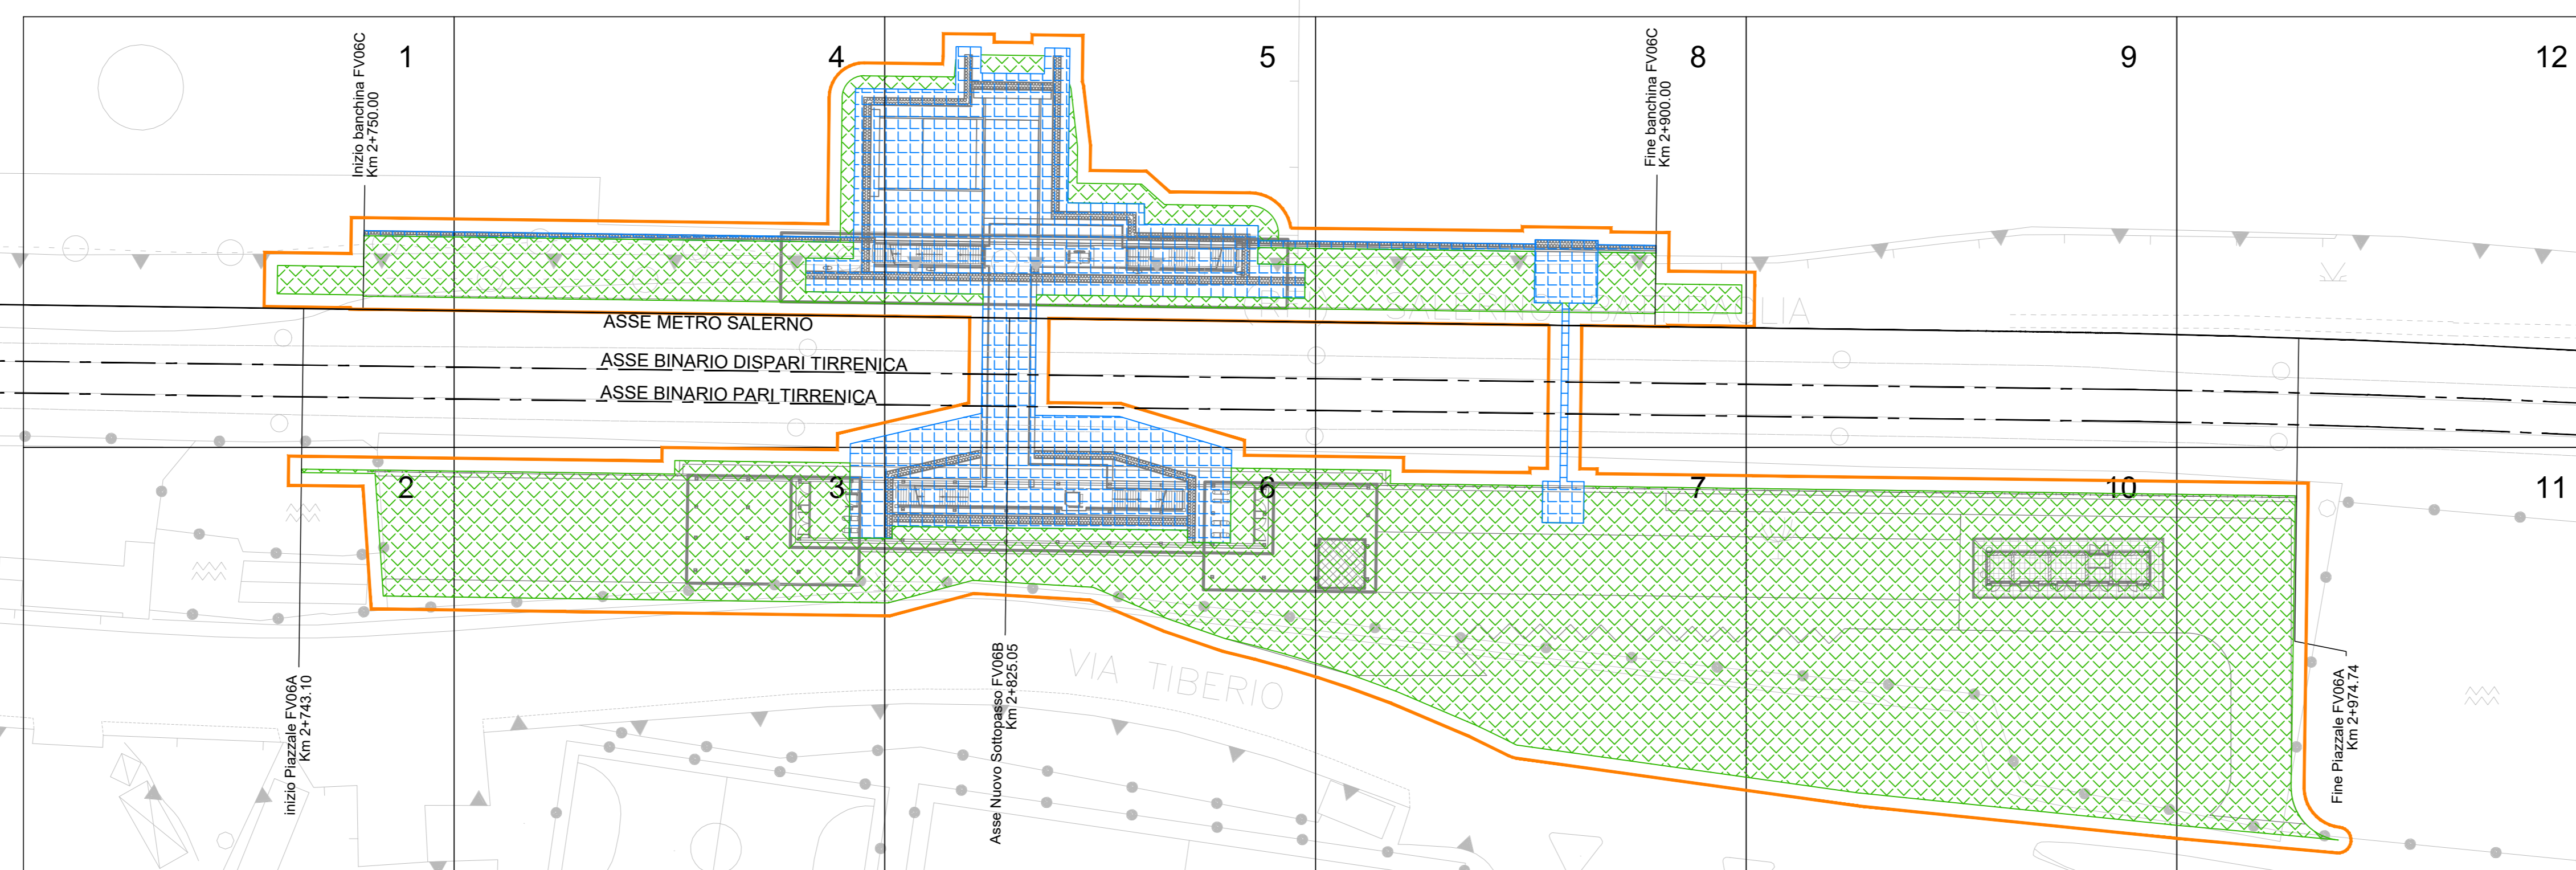 1
4
5
8
9
12
Inizio banchina FV06C
Km 2+750.00
Fine banchina FV06C
Km 2+900.00
ASSE METRO SALERNO
SALERNO BATTIPAGLIA
ASSE BINARIO DISPARI TIRRENICA
ASSE BINARIO PARI TIRRENICA
2
3
6
7
10
11
inizio Piazzale FV06A
Km 2+743.10
Asse Nuovo Sottopasso FV06B
Km 2+825.05
VIA TIBERIO
Fine Piazzale FV06A
Km 2+974.74